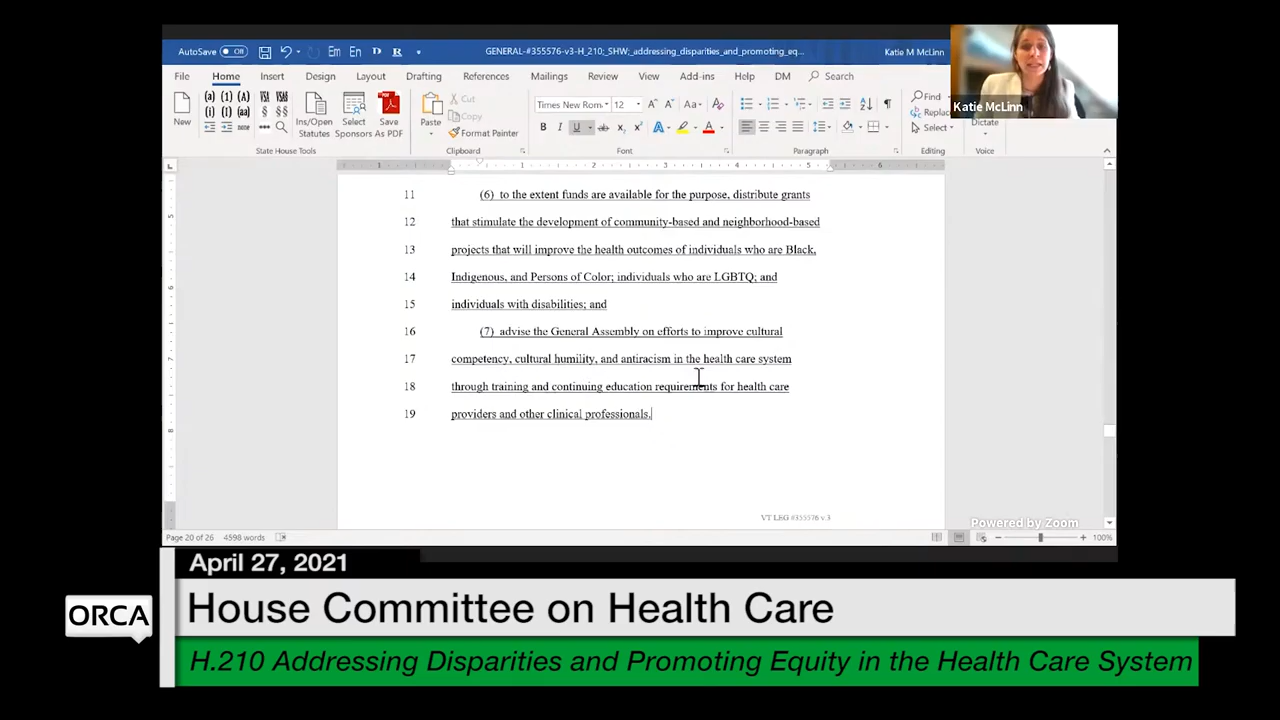 AutoSave Off
GENERAL-#355576-v3-H_210;_SHW;_addressing_disparities_and_promoting_eq...
Katie M McLinn
File Home Insert Design Layout Drafting References Mailings Review View Add-ins Help DM Search
New
Ins/Open Statutes
Select Sponsors
Save As PDF
State House Tools
Paste
Cut
Copy
Format Painter
Clipboard
Times New Rom 12
Font
Paragraph
Find
Replace
Select
Editing
Dictate
Voice
Katie McLinn
11 (6) to the extent funds are available for the purpose, distribute grants
12 that stimulate the development of community-based and neighborhood-based
13 projects that will improve the health outcomes of individuals who are Black,
14 Indigenous, and Persons of Color; individuals who are LGBTQ; and
15 individuals with disabilities; and
16 (7) advise the General Assembly on efforts to improve cultural
17 competency, cultural humility, and antiracism in the health care system
18 through training and continuing education requirements for health care
19 providers and other clinical professionals.
VT LEG #355576 v.3
Powered by Zoom
Page 20 of 26 4598 words
100%
April 27, 2021
ORCA
House Committee on Health Care
H.210 Addressing Disparities and Promoting Equity in the Health Care System